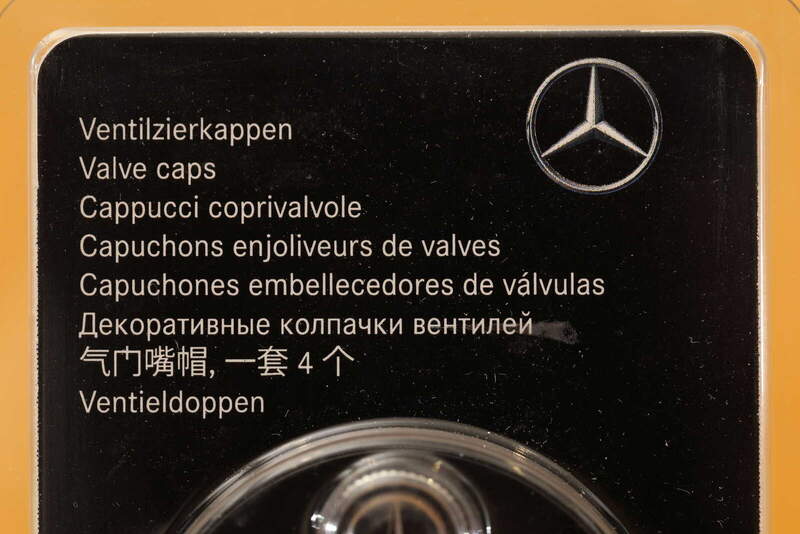 Ventilzierkappen
Valve caps
Cappucci coprivalvole
Capuchons enjoliveurs de valves
Capuchones embellecedores de válvulas
Декоративные колпачки вентилей
气门嘴帽, 一套 4 个
Ventieldoppen